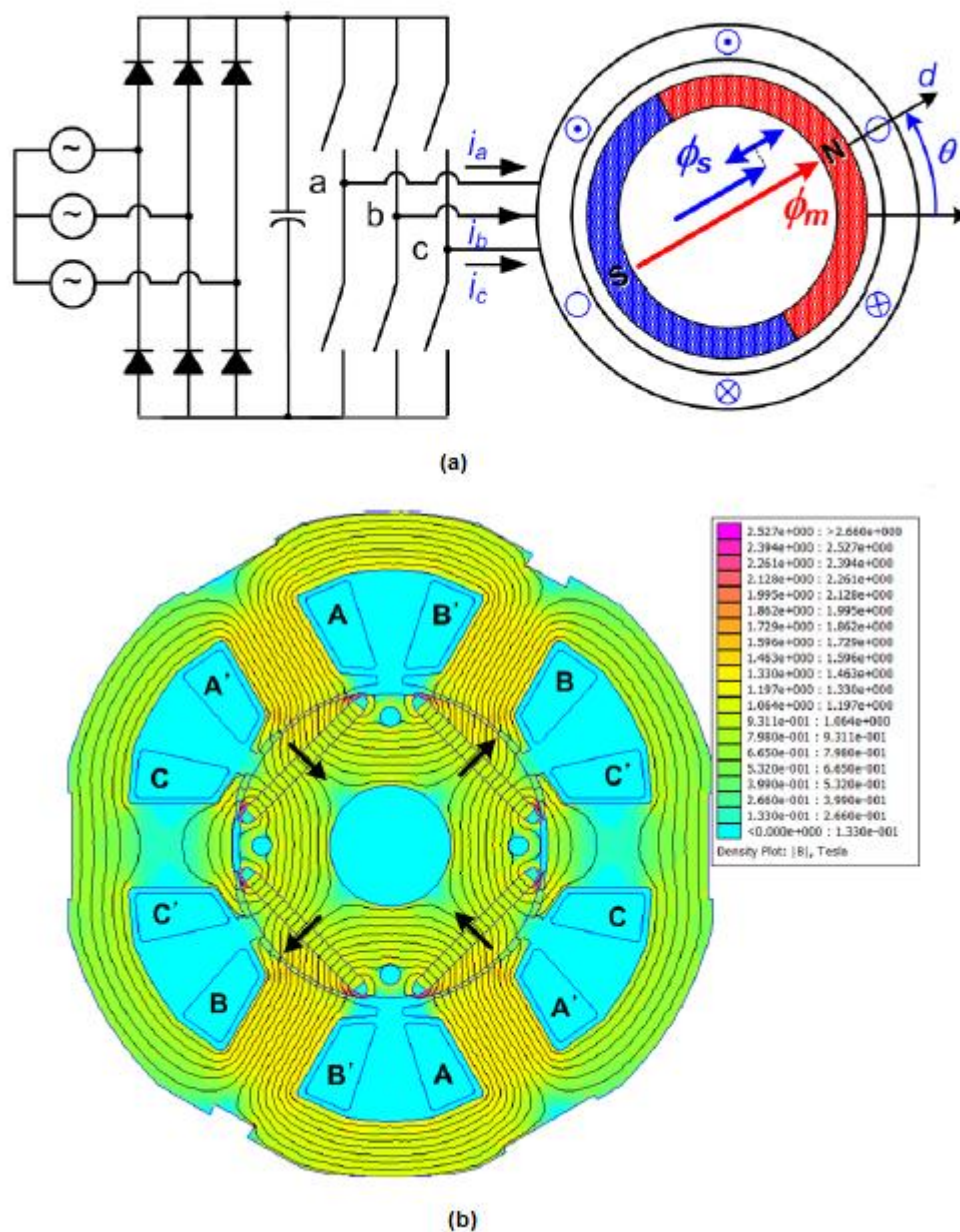 ~
~
~
a
b
c
i_a
i_b
i_c
ϕ_s
ϕ_m
N
S
d
θ
(a)
A
B'
A'
B
C
C'
C'
C
B
A'
B'
A
2.527e+000 : >2.660e+000
2.394e+000 : 2.527e+000
2.261e+000 : 2.394e+000
2.128e+000 : 2.261e+000
1.995e+000 : 2.128e+000
1.862e+000 : 1.995e+000
1.729e+000 : 1.862e+000
1.596e+000 : 1.729e+000
1.463e+000 : 1.596e+000
1.330e+000 : 1.463e+000
1.197e+000 : 1.330e+000
1.064e+000 : 1.197e+000
9.311e-001 : 1.064e+000
7.980e-001 : 9.311e-001
6.650e-001 : 7.980e-001
5.320e-001 : 6.650e-001
3.990e-001 : 5.320e-001
2.660e-001 : 3.990e-001
1.330e-001 : 2.660e-001
<0.000e+000 : 1.330e-001
Density Plot: |B|, Tesla
(b)